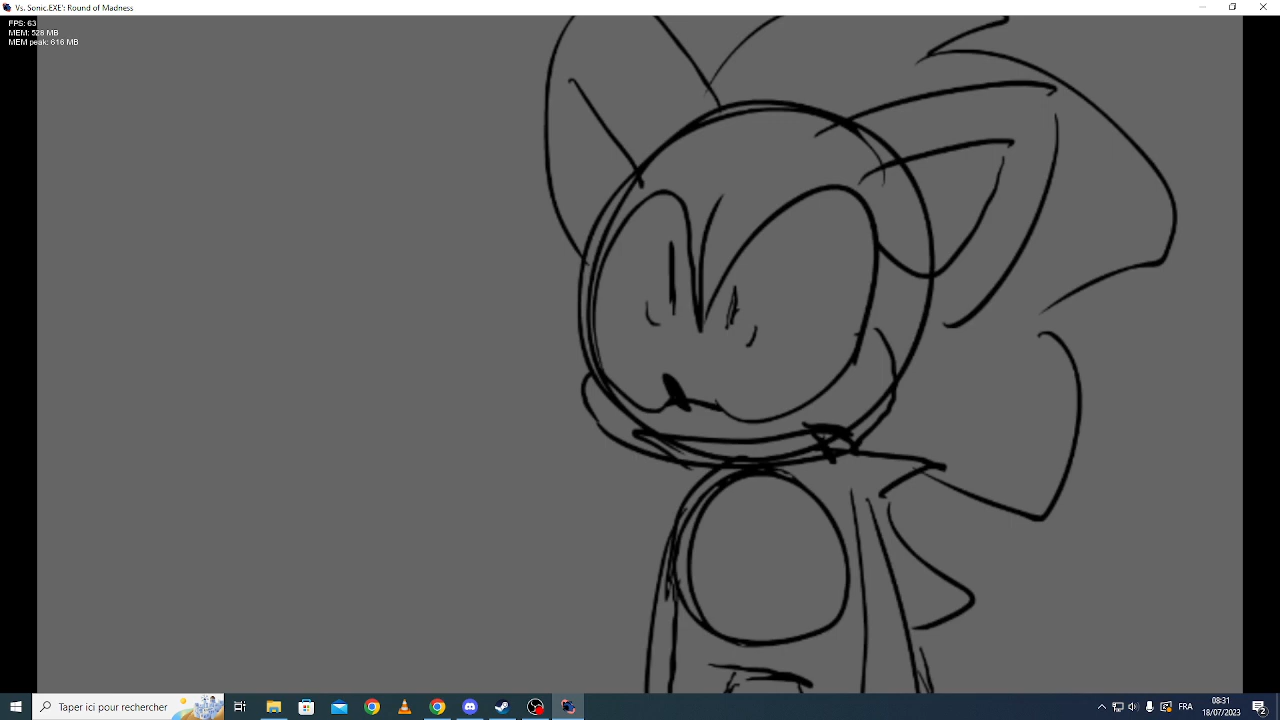 Vs. Sonic.EXE': Round of Madness
FPS: 63
MEM: 528 MB
MEM peak: 616 MB
Taper ici pour rechercher
FRA
08:31
18/07/2023
2